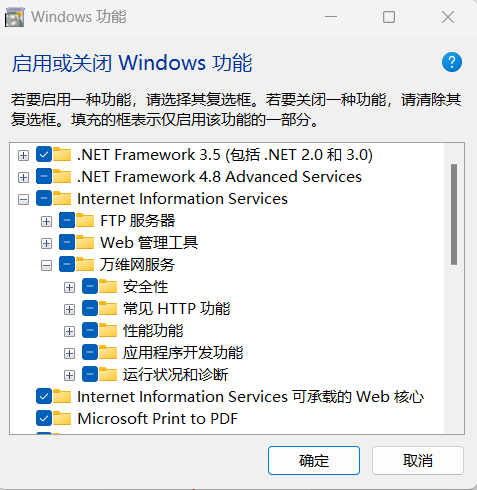 Windows 功能
启用或关闭 Windows 功能
?
若要启用一种功能，请选择其复选框。若要关闭一种功能，请清除其
复选框。填充的框表示仅启用该功能的一部分。
.NET Framework 3.5 (包括 .NET 2.0 和 3.0)
.NET Framework 4.8 Advanced Services
Internet Information Services
FTP 服务器
Web 管理工具
万维网服务
安全性
常见 HTTP 功能
性能功能
应用程序开发功能
运行状况和诊断
Internet Information Services 可承载的 Web 核心
Microsoft Print to PDF
确定
取消